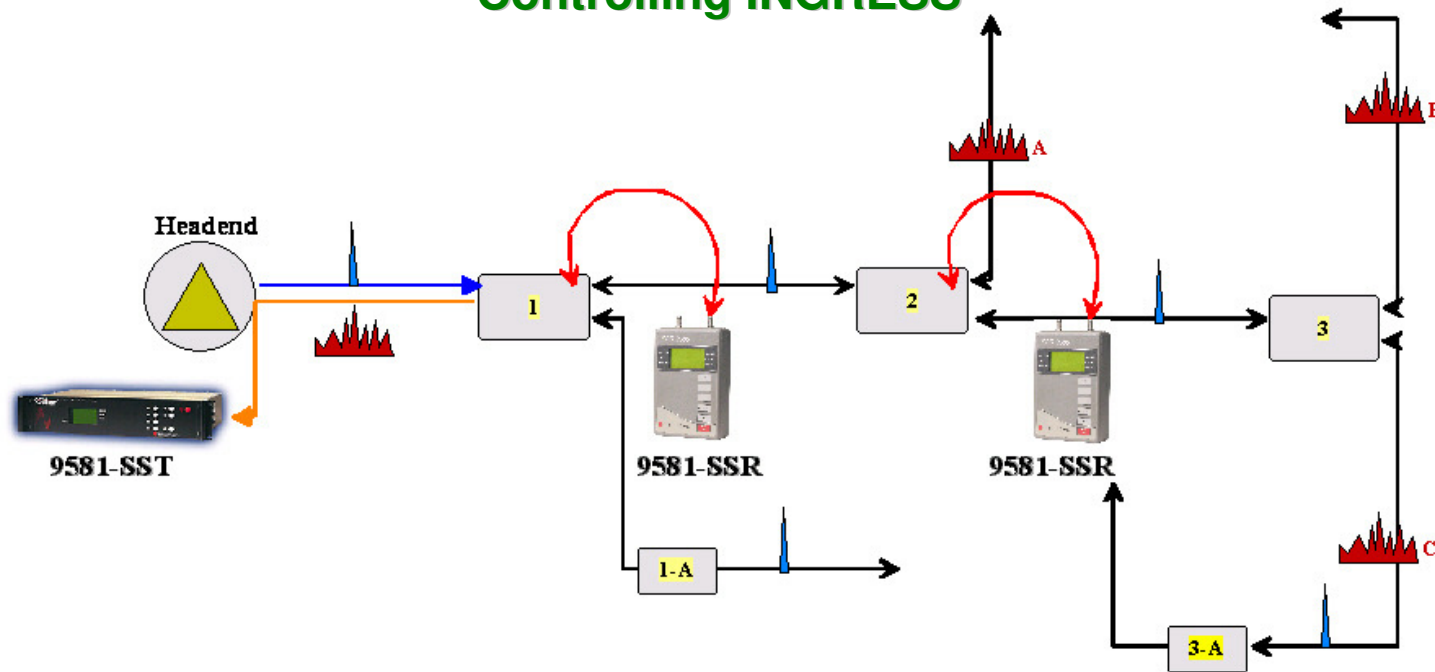 Controlling INGRESS
Headend
A
B
1
2
3
9581-SST
9581-SSR
9581-SSR
1-A
C
3-A